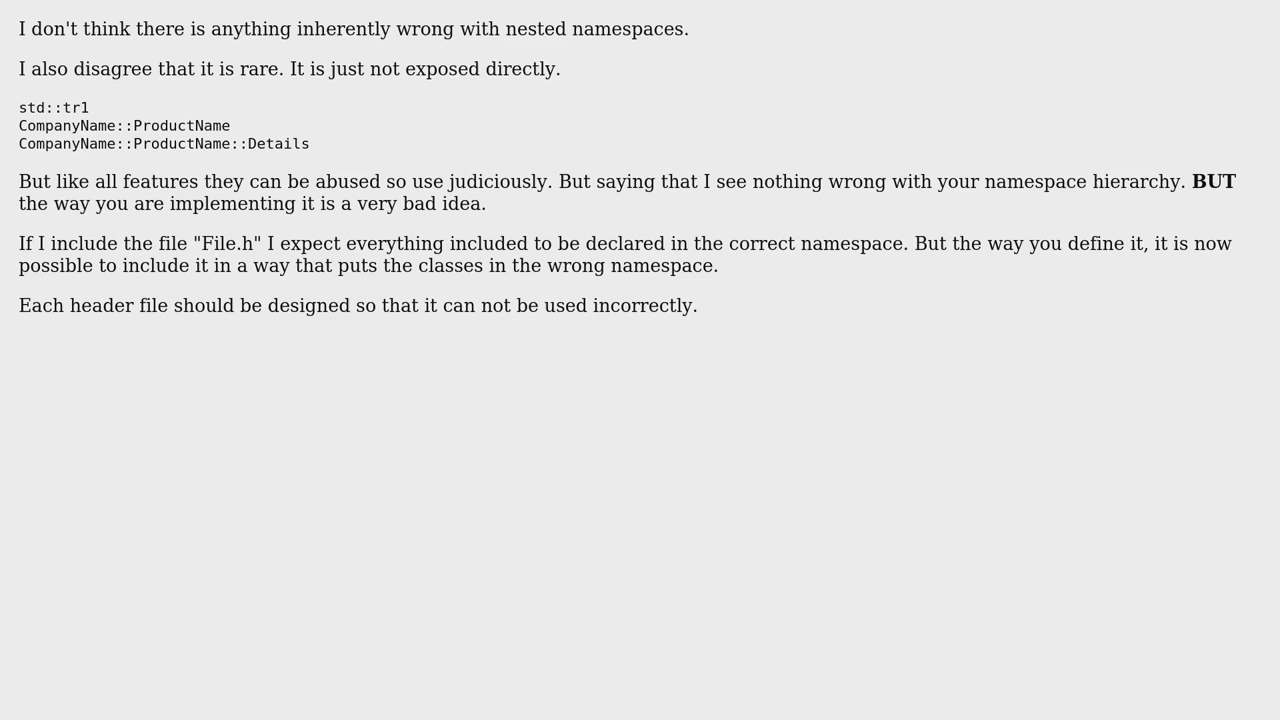 I don't think there is anything inherently wrong with nested namespaces.
I also disagree that it is rare. It is just not exposed directly.
std::tr1
CompanyName::ProductName
CompanyName::ProductName::Details
But like all features they can be abused so use judiciously. But saying that I see nothing wrong with your namespace hierarchy. BUT
the way you are implementing it is a very bad idea.
If I include the file "File.h" I expect everything included to be declared in the correct namespace. But the way you define it, it is now
possible to include it in a way that puts the classes in the wrong namespace.
Each header file should be designed so that it can not be used incorrectly.